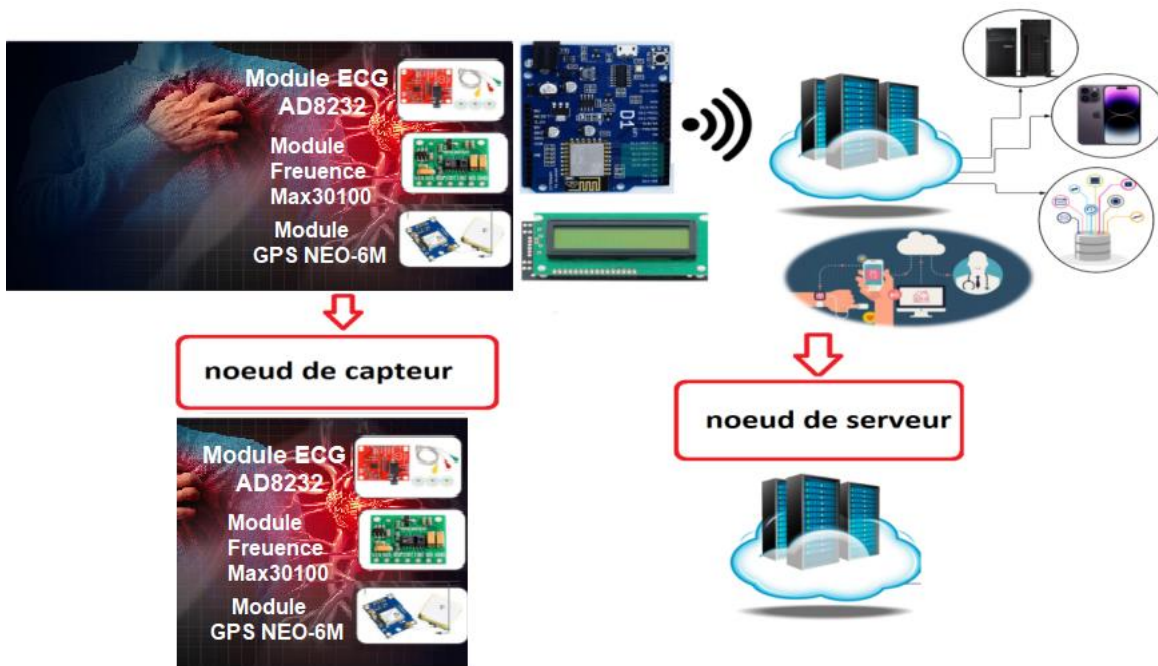 Module ECG
AD8232
Module
Freuence
Max30100
Module
GPS NEO-6M
D1
noeud de capteur
noeud de serveur
Module ECG
AD8232
Module
Freuence
Max30100
Module
GPS NEO-6M